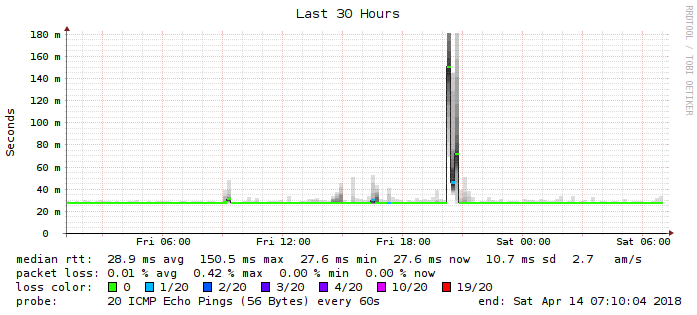 Last 30 Hours
RRDTOOL / TOBI OETIKER
Seconds
180 m
160 m
140 m
120 m
100 m
80 m
60 m
40 m
20 m
0
Fri 06:00 Fri 12:00 Fri 18:00 Sat 00:00 Sat 06:00
median rtt: 28.9 ms avg 150.5 ms max 27.6 ms min 27.6 ms now 10.7 ms sd 2.7 am/s
packet loss: 0.01 % avg 0.42 % max 0.00 % min 0.00 % now
loss color: 0 1/20 2/20 3/20 4/20 10/20 19/20
probe: 20 ICMP Echo Pings (56 Bytes) every 60s end: Sat Apr 14 07:10:04 2018